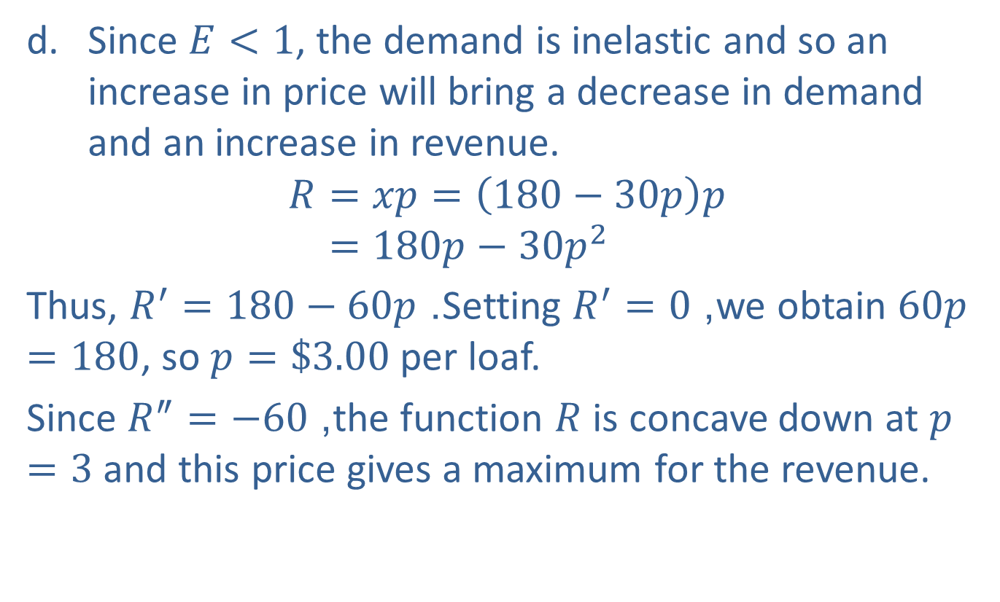 d. Since 𝐸 < 1, the demand is inelastic and so an
increase in price will bring a decrease in demand
and an increase in revenue.
𝑅 = 𝑥𝑝 = (180 − 30𝑝)𝑝
= 180𝑝 − 30𝑝²
Thus, 𝑅′ = 180 − 60𝑝 .Setting 𝑅′ = 0 ,we obtain 60𝑝
= 180, so 𝑝 = $3.00 per loaf.
Since 𝑅″ = −60 ,the function 𝑅 is concave down at 𝑝
= 3 and this price gives a maximum for the revenue.